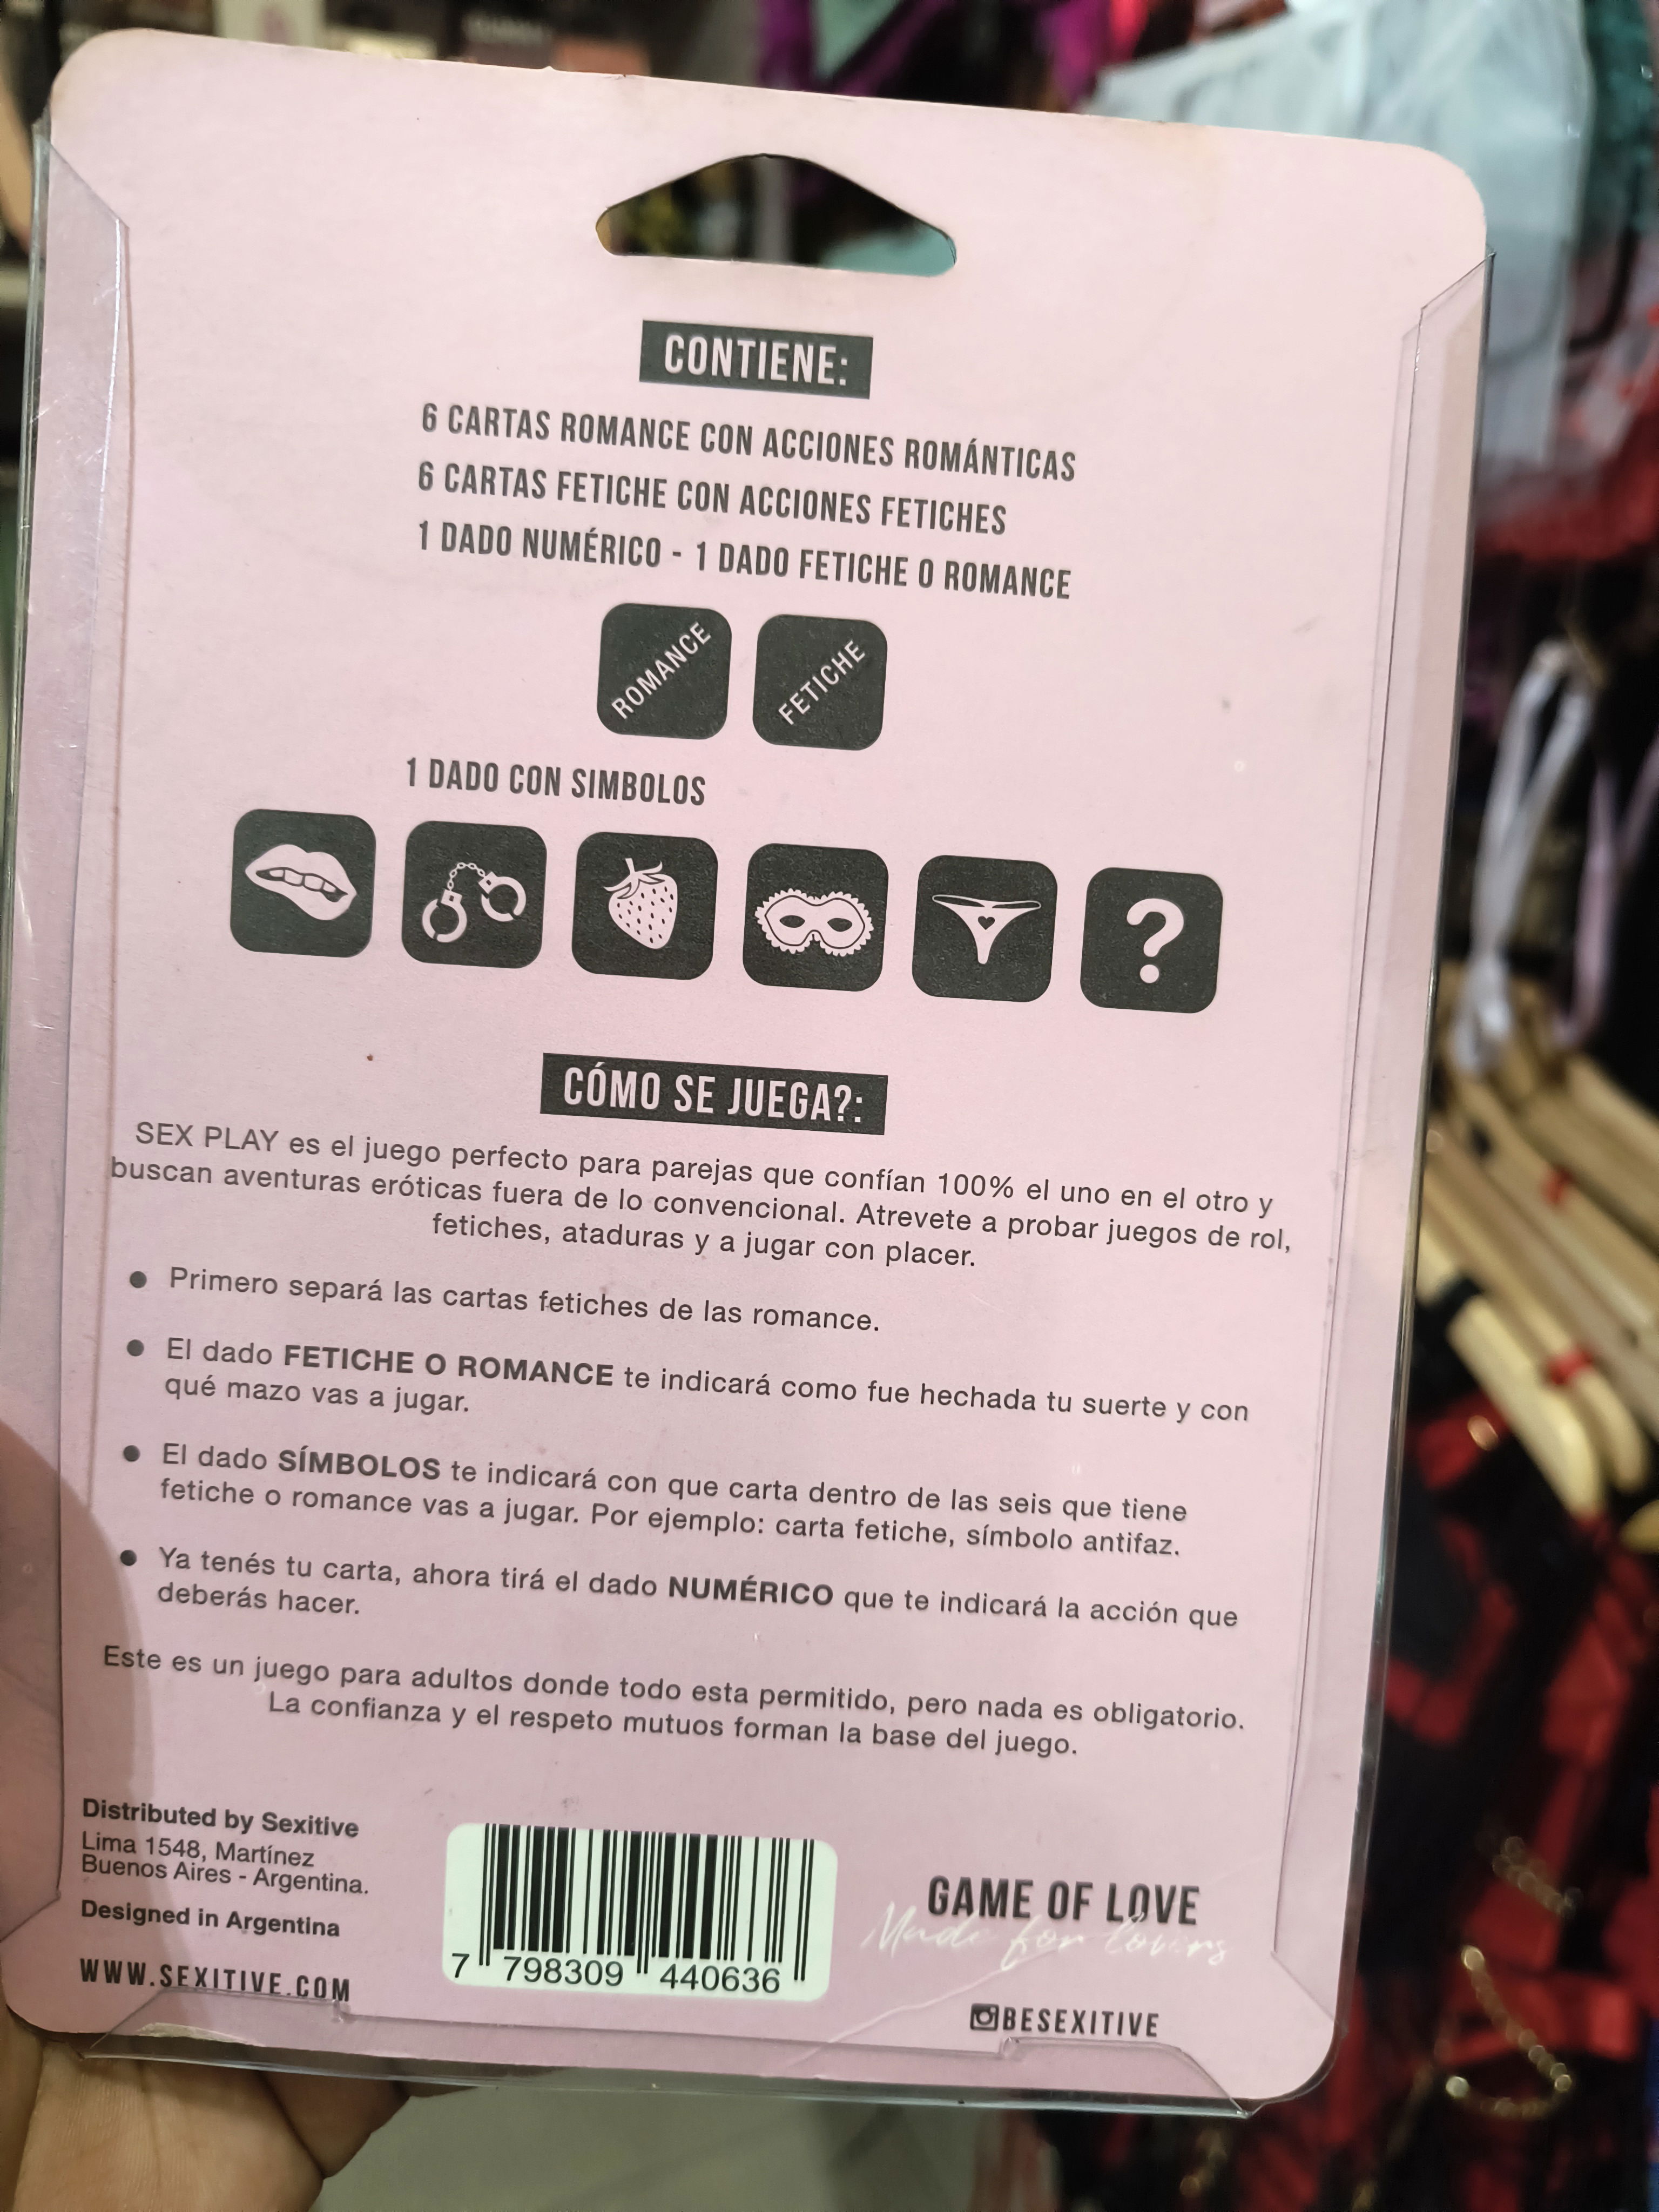 CONTIENE:
6 CARTAS ROMANCE CON ACCIONES ROMÁNTICAS
6 CARTAS FETICHE CON ACCIONES FETICHES
1 DADO NUMÉRICO - 1 DADO FETICHE O ROMANCE
ROMANCE
FETICHE
1 DADO CON SIMBOLOS
?
CÓMO SE JUEGA?:
SEX PLAY es el juego perfecto para parejas que confían 100% el uno en el otro y
buscan aventuras eróticas fuera de lo convencional. Atrevete a probar juegos de rol,
fetiches, ataduras y a jugar con placer.
● Primero separá las cartas fetiches de las romance.
● El dado FETICHE O ROMANCE te indicará como fue hechada tu suerte y con
qué mazo vas a jugar.
● El dado SÍMBOLOS te indicará con que carta dentro de las seis que tiene
fetiche o romance vas a jugar. Por ejemplo: carta fetiche, símbolo antifaz.
● Ya tenés tu carta, ahora tirá el dado NUMÉRICO que te indicará la acción que
deberás hacer.
Este es un juego para adultos donde todo esta permitido, pero nada es obligatorio.
La confianza y el respeto mutuos forman la base del juego.
Distributed by Sexitive
Lima 1548, Martínez
Buenos Aires - Argentina.
Designed in Argentina
WWW.SEXITIVE.COM
7 798309 440636
GAME OF LOVE
Made for lovers
BESEXITIVE